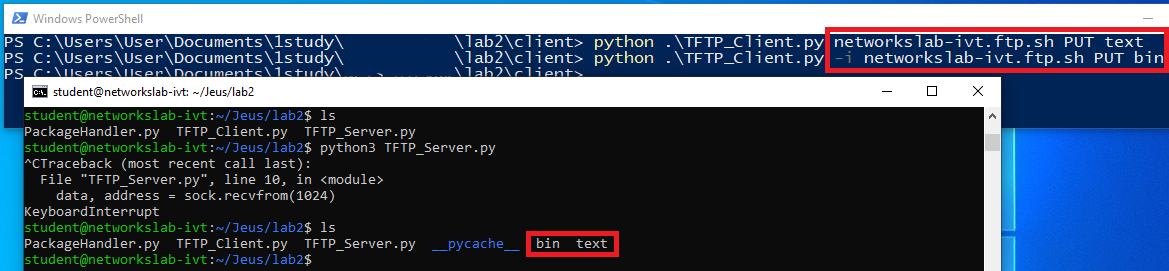 Windows PowerShell
PS C:\Users\User\Documents\1study\ \lab2\client> python .\TFTP_Client.py networkslab-ivt.ftp.sh PUT text
PS C:\Users\User\Documents\1study\ \lab2\client> python .\TFTP_Client.py -i networkslab-ivt.ftp.sh PUT bin
PS C:\Users\User\Documents\1study\ \lab2\client>
student@networkslab-ivt: ~/Jeus/lab2
student@networkslab-ivt:~/Jeus/lab2$ ls
PackageHandler.py TFTP_Client.py TFTP_Server.py
student@networkslab-ivt:~/Jeus/lab2$ python3 TFTP_Server.py
^CTraceback (most recent call last):
File "TFTP_Server.py", line 10, in <module>
data, address = sock.recvfrom(1024)
KeyboardInterrupt
student@networkslab-ivt:~/Jeus/lab2$ ls
PackageHandler.py TFTP_Client.py TFTP_Server.py __pycache__ bin text
student@networkslab-ivt:~/Jeus/lab2$